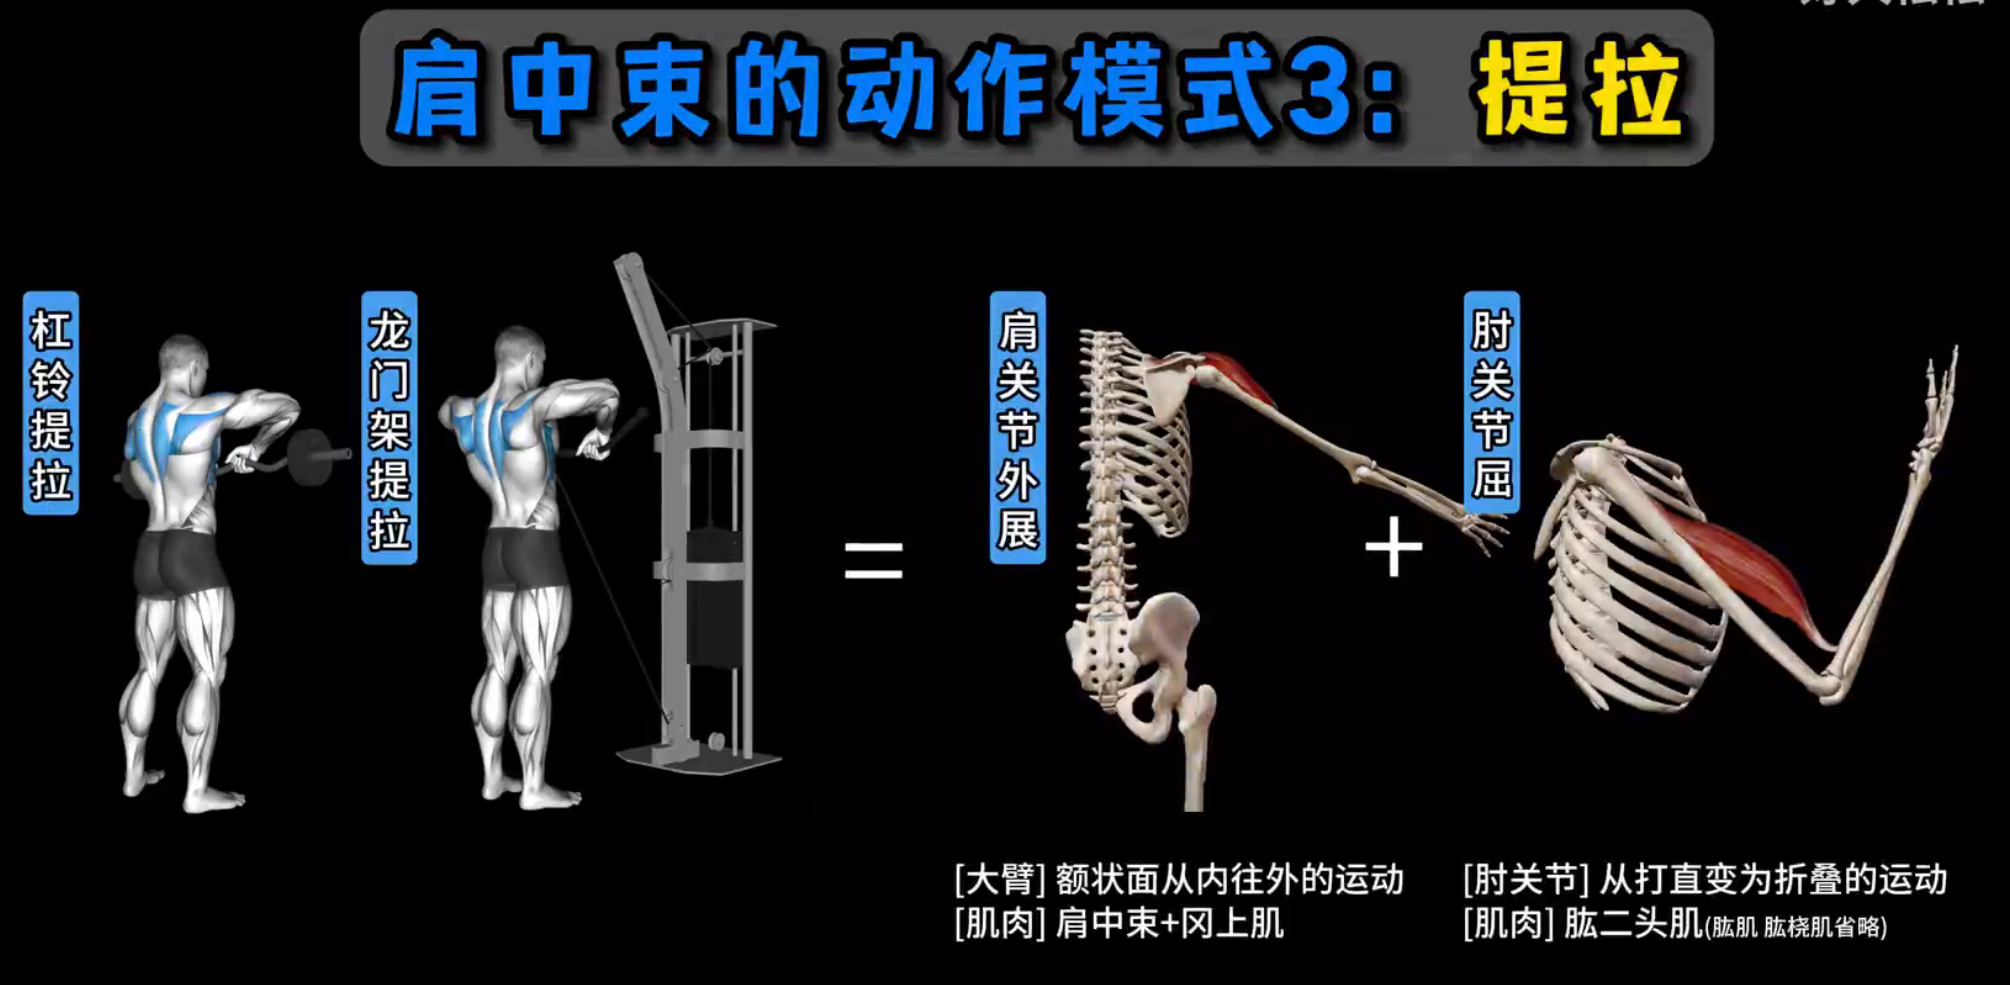 肩中束的动作模式3：提拉
杠铃提拉
龙门架提拉
=
肩关节外展
+
肘关节屈
[大臂] 额状面从内往外的运动
[肌肉] 肩中束+冈上肌
[肘关节] 从打直变为折叠的运动
[肌肉] 肱二头肌(肱肌 肱桡肌省略)